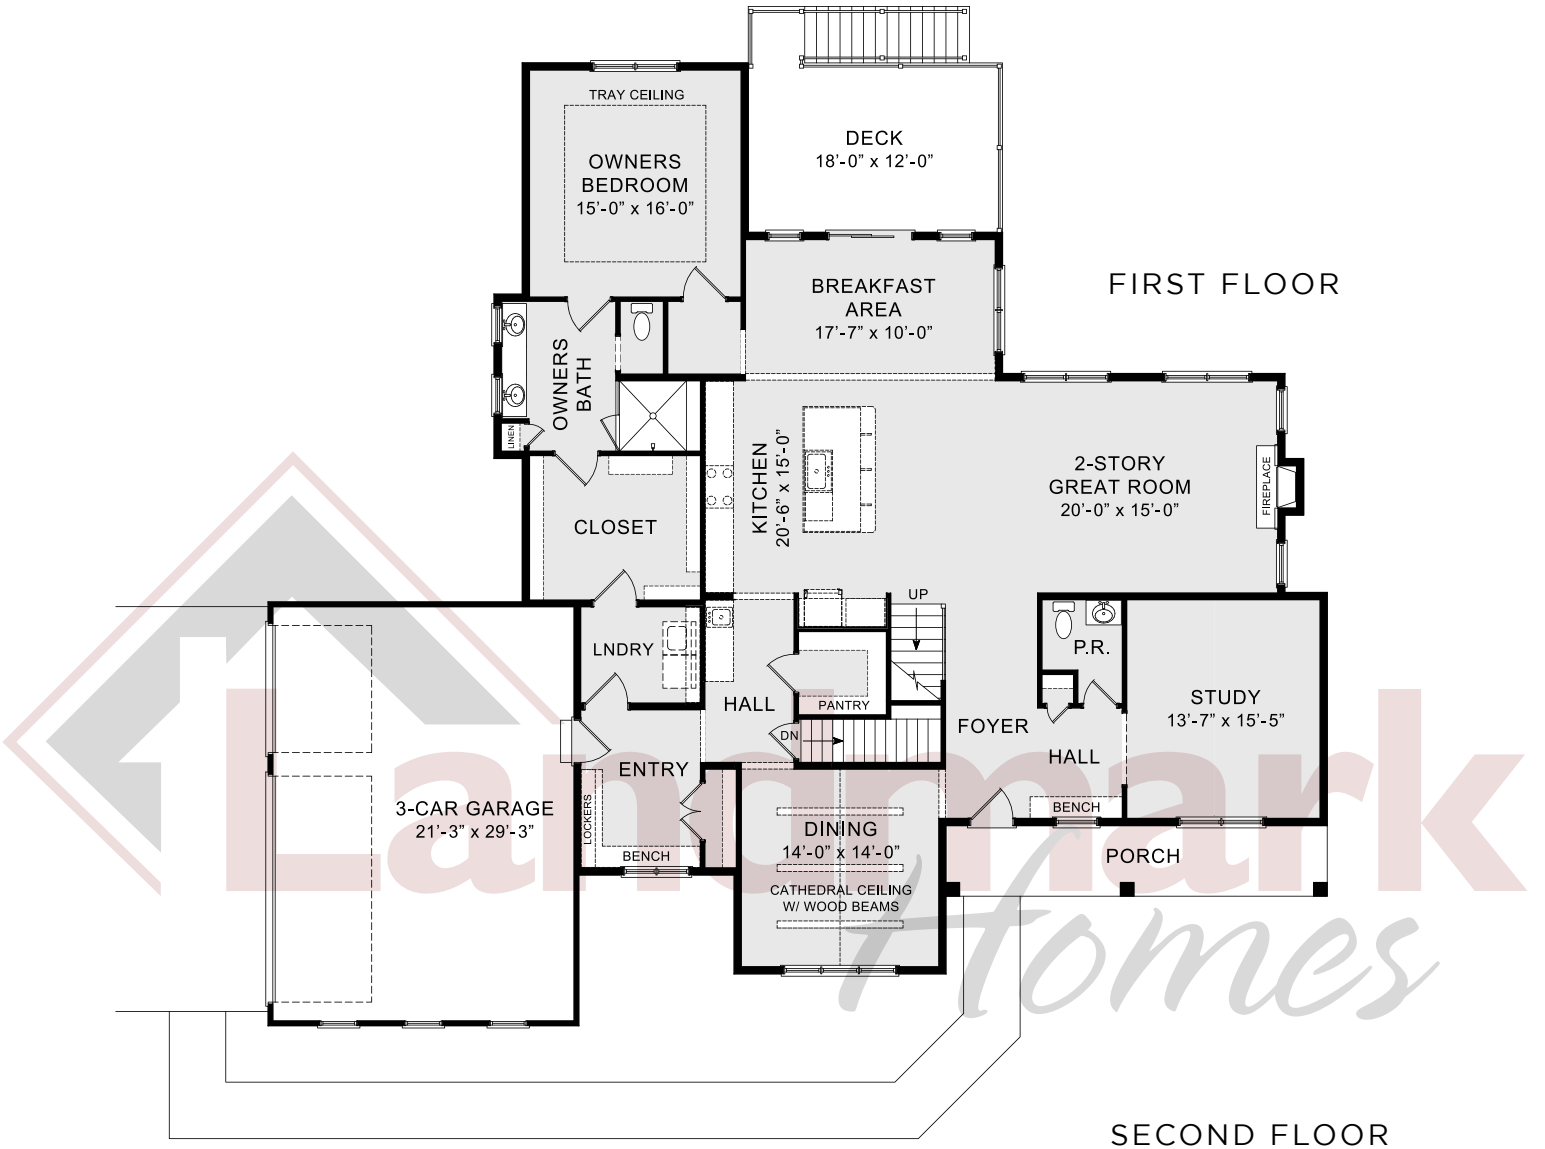 TRAY CEILING
OWNERS
BEDROOM
15'-0" x 16'-0"
DECK
18'-0" x 12'-0"
BREAKFAST
AREA
17'-7" x 10'-0"
FIRST FLOOR
OWNERS
BATH
LINEN
CLOSET
KITCHEN
20'-6" x 15'-0"
2-STORY
GREAT ROOM
20'-0" x 15'-0"
FIREPLACE
UP
LNDRY
HALL
PANTRY
DN
P.R.
STUDY
13'-7" x 15'-5"
FOYER
HALL
BENCH
ENTRY
LOCKERS
BENCH
3-CAR GARAGE
21'-3" x 29'-3"
DINING
14'-0" x 14'-0"
CATHEDRAL CEILING
W/ WOOD BEAMS
PORCH
Landmark
Homes
SECOND FLOOR